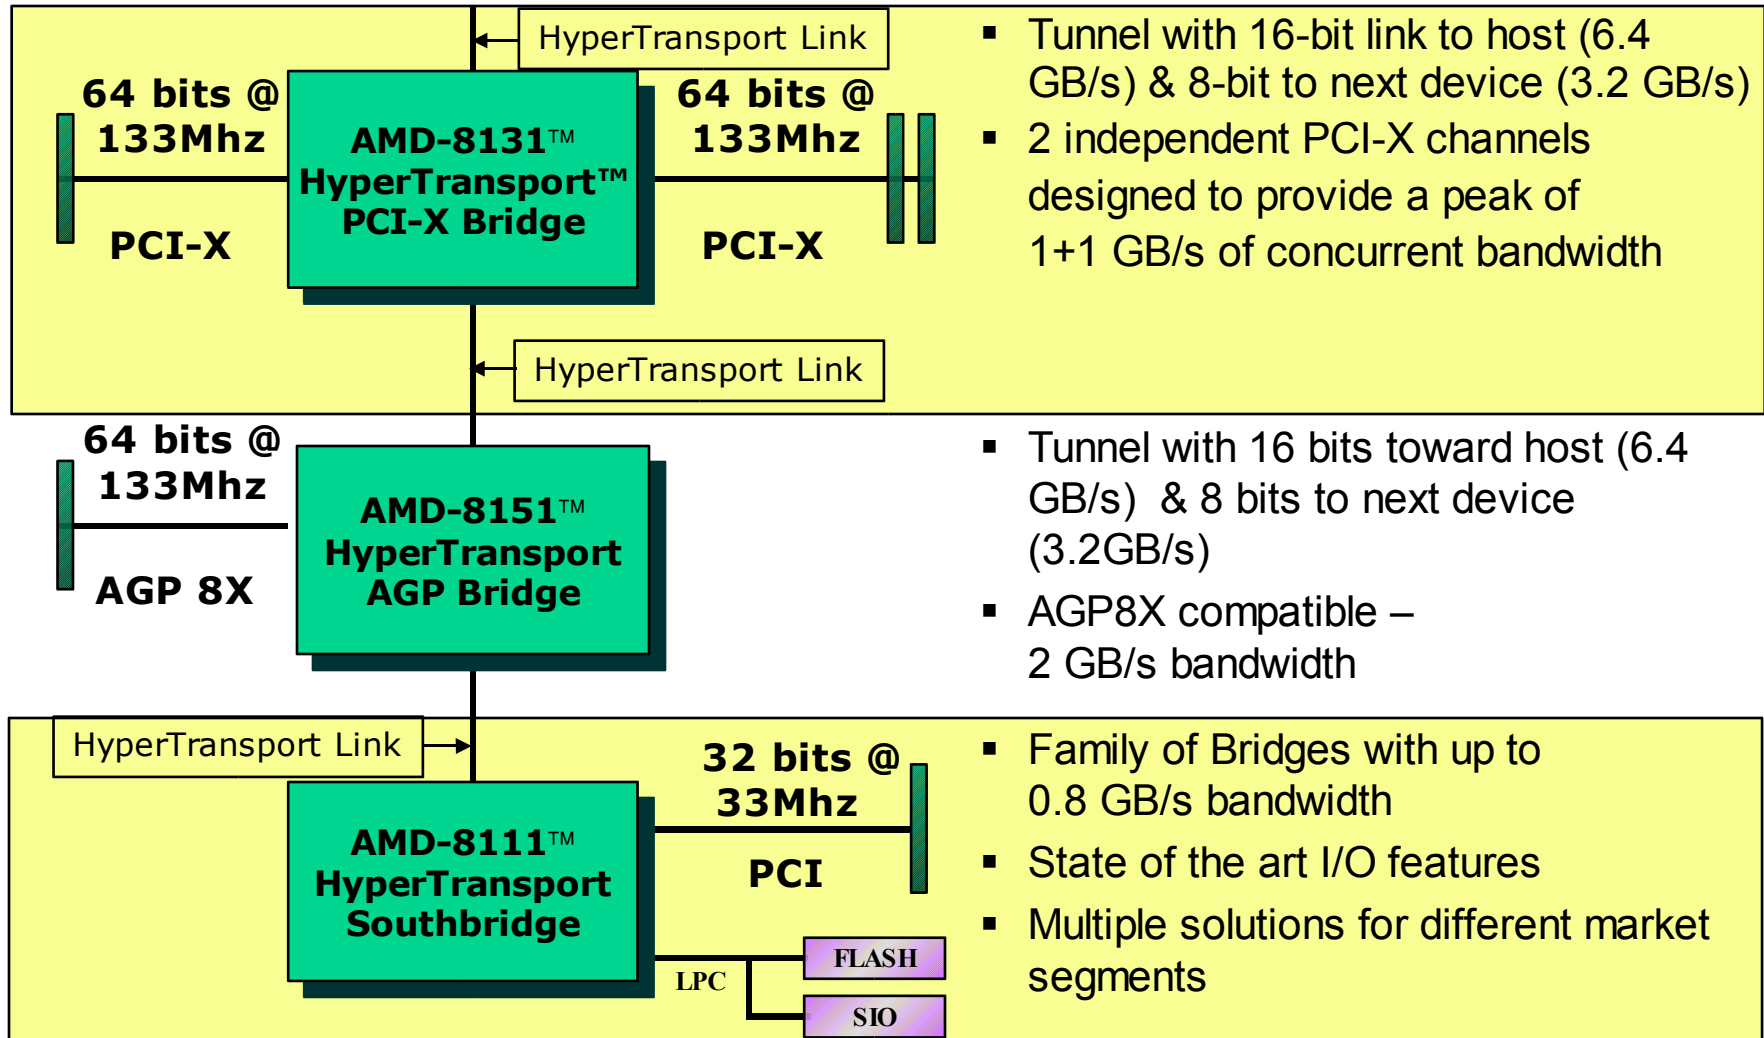 HyperTransport Link
64 bits @
133Mhz
PCI-X
AMD-8131™
HyperTransport™
PCI-X Bridge
64 bits @
133Mhz
PCI-X
▪ Tunnel with 16-bit link to host (6.4
GB/s) & 8-bit to next device (3.2 GB/s)
▪ 2 independent PCI-X channels
designed to provide a peak of
1+1 GB/s of concurrent bandwidth
HyperTransport Link
64 bits @
133Mhz
AGP 8X
AMD-8151™
HyperTransport
AGP Bridge
▪ Tunnel with 16 bits toward host (6.4
GB/s) & 8 bits to next device
(3.2GB/s)
▪ AGP8X compatible –
2 GB/s bandwidth
HyperTransport Link
AMD-8111™
HyperTransport
Southbridge
32 bits @
33Mhz
PCI
LPC
FLASH
SIO
▪ Family of Bridges with up to
0.8 GB/s bandwidth
▪ State of the art I/O features
▪ Multiple solutions for different market
segments